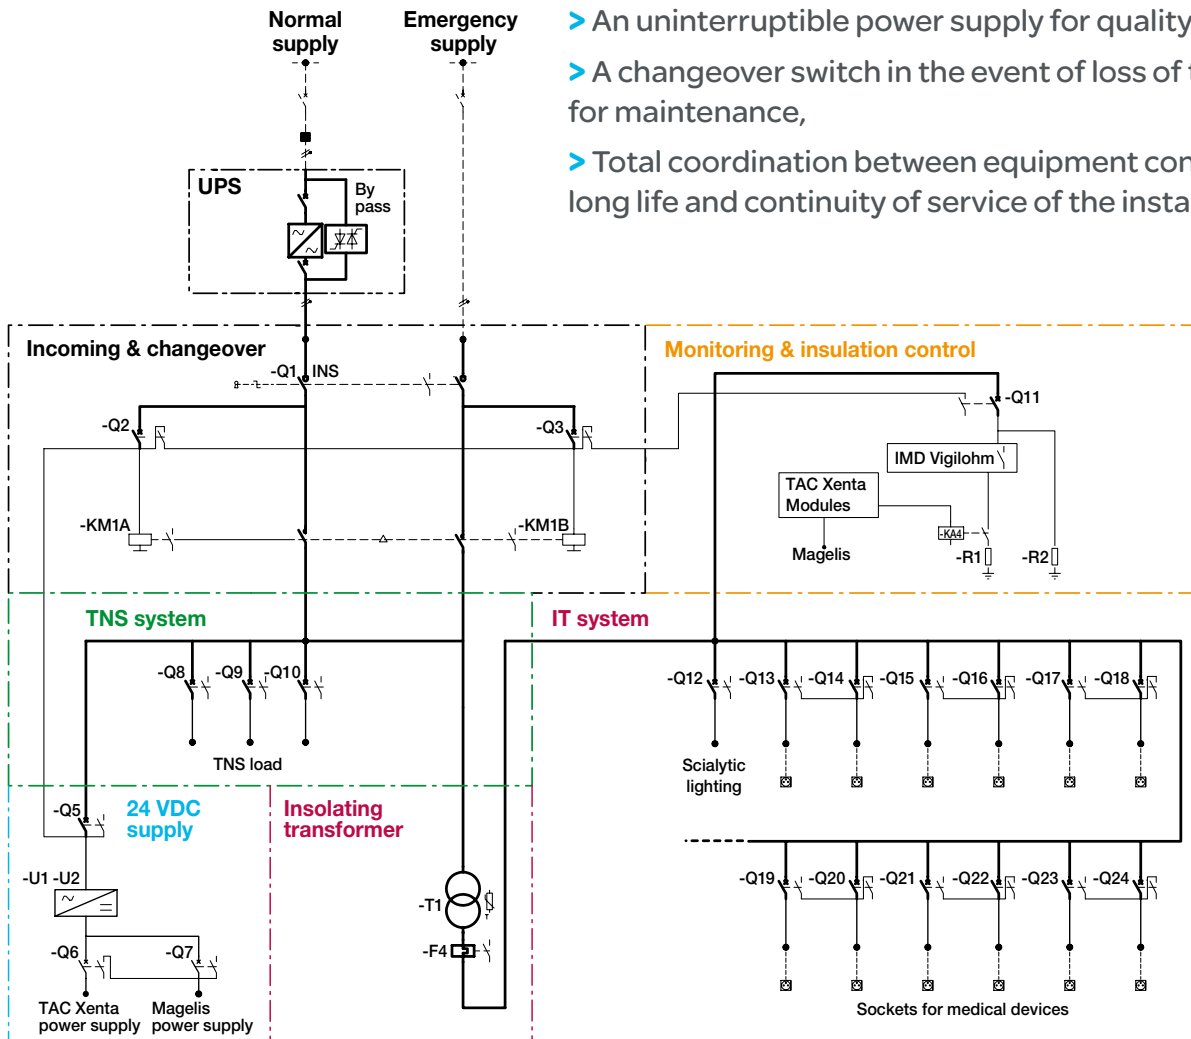 Normal
supply
Emergency
supply
> An uninterruptible power supply for quality
> A changeover switch in the event of loss of
for maintenance,
> Total coordination between equipment
long life and continuity of service of the
UPS
By
pass
Incoming & changeover
-Q1 INS
-Q2
-Q3
-KM1A
-KM1B
Monitoring & insulation control
-Q11
IMD Vigilohm
TAC Xenta
Modules
-KA4
Magelis
-R1
-R2
TNS system
-Q8
-Q9
-Q10
TNS load
IT system
-Q12
-Q13
-Q14
-Q15
-Q16
-Q17
-Q18
Scialytic
lighting
24 VDC
supply
-Q5
-U1 -U2
-Q6
-Q7
TAC Xenta
power supply
Magelis
power supply
Insolating
transformer
-T1
-F4
-Q19
-Q20
-Q21
-Q22
-Q23
-Q24
Sockets for medical devices